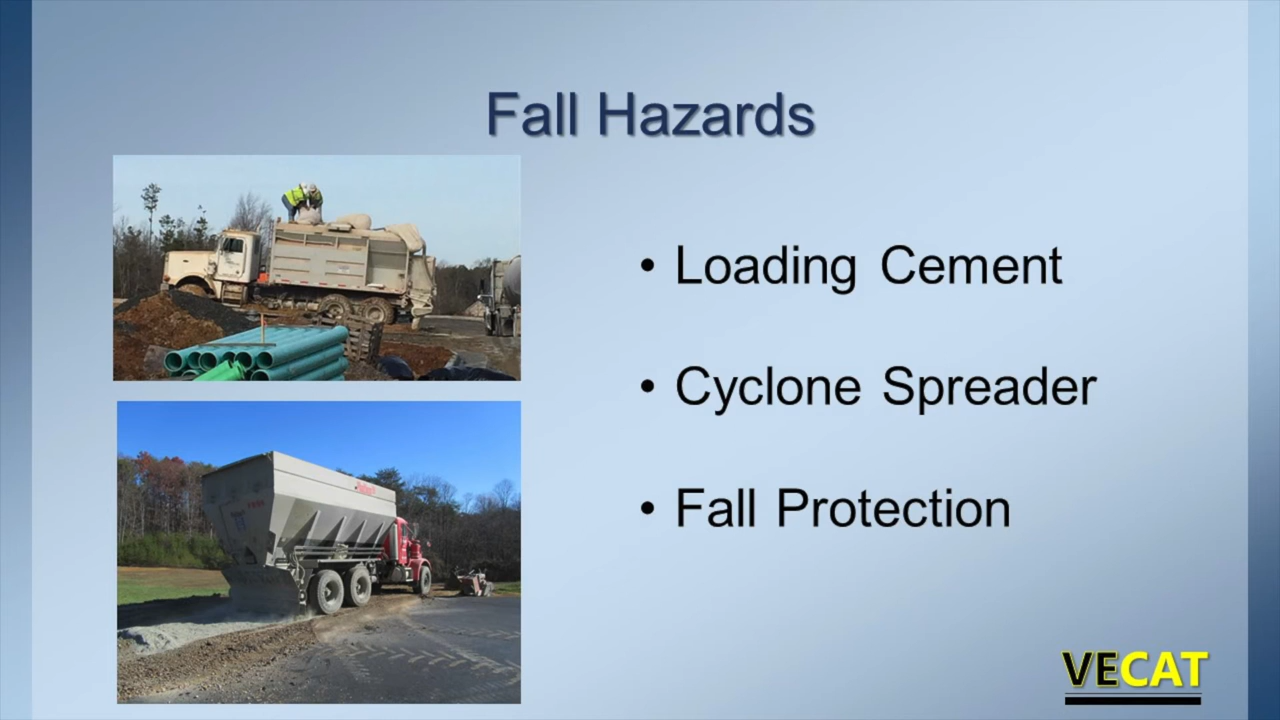 Fall Hazards
• Loading Cement
• Cyclone Spreader
• Fall Protection
VECAT